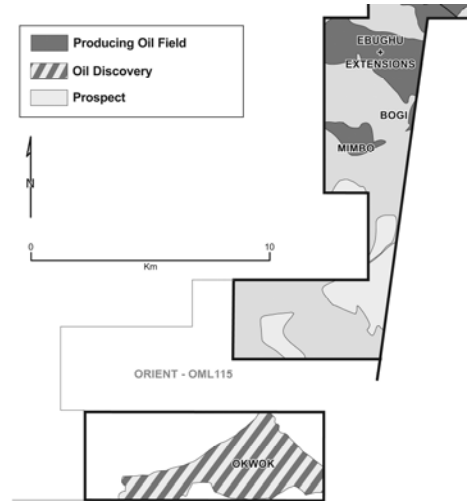 Producing Oil Field
Oil Discovery
Prospect
EBUGHU
+
EXTENSIONS
BOGI
MIMBO
N
0
10
Km
ORIENT - OML115
OKWOK